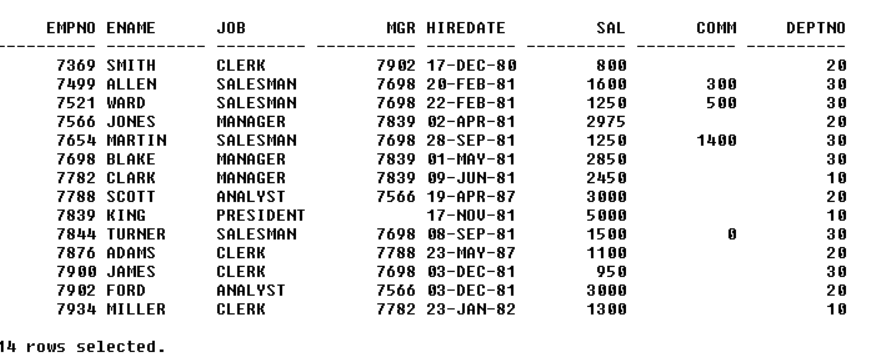 EMPNO ENAME JOB MGR HIREDATE SAL COMM DEPTNO
---------- ---------- --------- ---------- --------- ---------- ---------- ----------
7369 SMITH CLERK 7902 17-DEC-80 800 20
7499 ALLEN SALESMAN 7698 20-FEB-81 1600 300 30
7521 WARD SALESMAN 7698 22-FEB-81 1250 500 30
7566 JONES MANAGER 7839 02-APR-81 2975 20
7654 MARTIN SALESMAN 7698 28-SEP-81 1250 1400 30
7698 BLAKE MANAGER 7839 01-MAY-81 2850 30
7782 CLARK MANAGER 7839 09-JUN-81 2450 10
7788 SCOTT ANALYST 7566 19-APR-87 3000 20
7839 KING PRESIDENT 17-NOV-81 5000 10
7844 TURNER SALESMAN 7698 08-SEP-81 1500 0 30
7876 ADAMS CLERK 7788 23-MAY-87 1100 20
7900 JAMES CLERK 7698 03-DEC-81 950 30
7902 FORD ANALYST 7566 03-DEC-81 3000 20
7934 MILLER CLERK 7782 23-JAN-82 1300 10
14 rows selected.